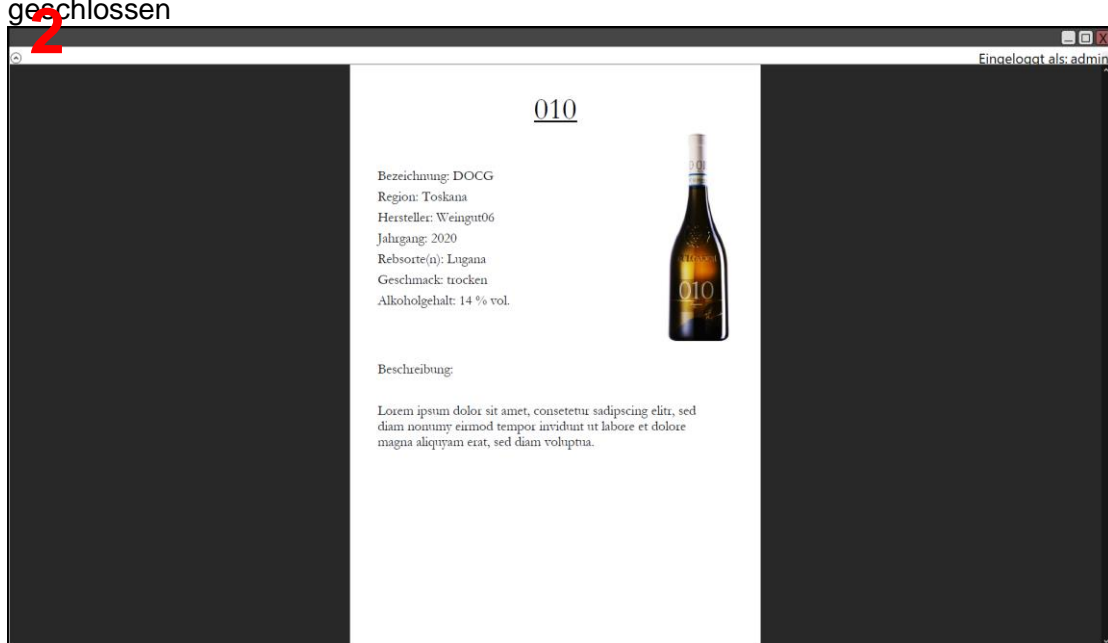 geschlossen
2
Eingeloggt als: admin
010
Bezeichnung: DOCG
Region: Toskana
Hersteller: Weingut06
Jahrgang: 2020
Rebsorte(n): Lugana
Geschmack: trocken
Alkoholgehalt: 14 % vol.
010
Beschreibung:
Lorem ipsum dolor sit amet, consetetur sadipscing elitr, sed
diam nonumy eirmod tempor invidunt ut labore et dolore
magna aliquyam erat, sed diam voluptua.